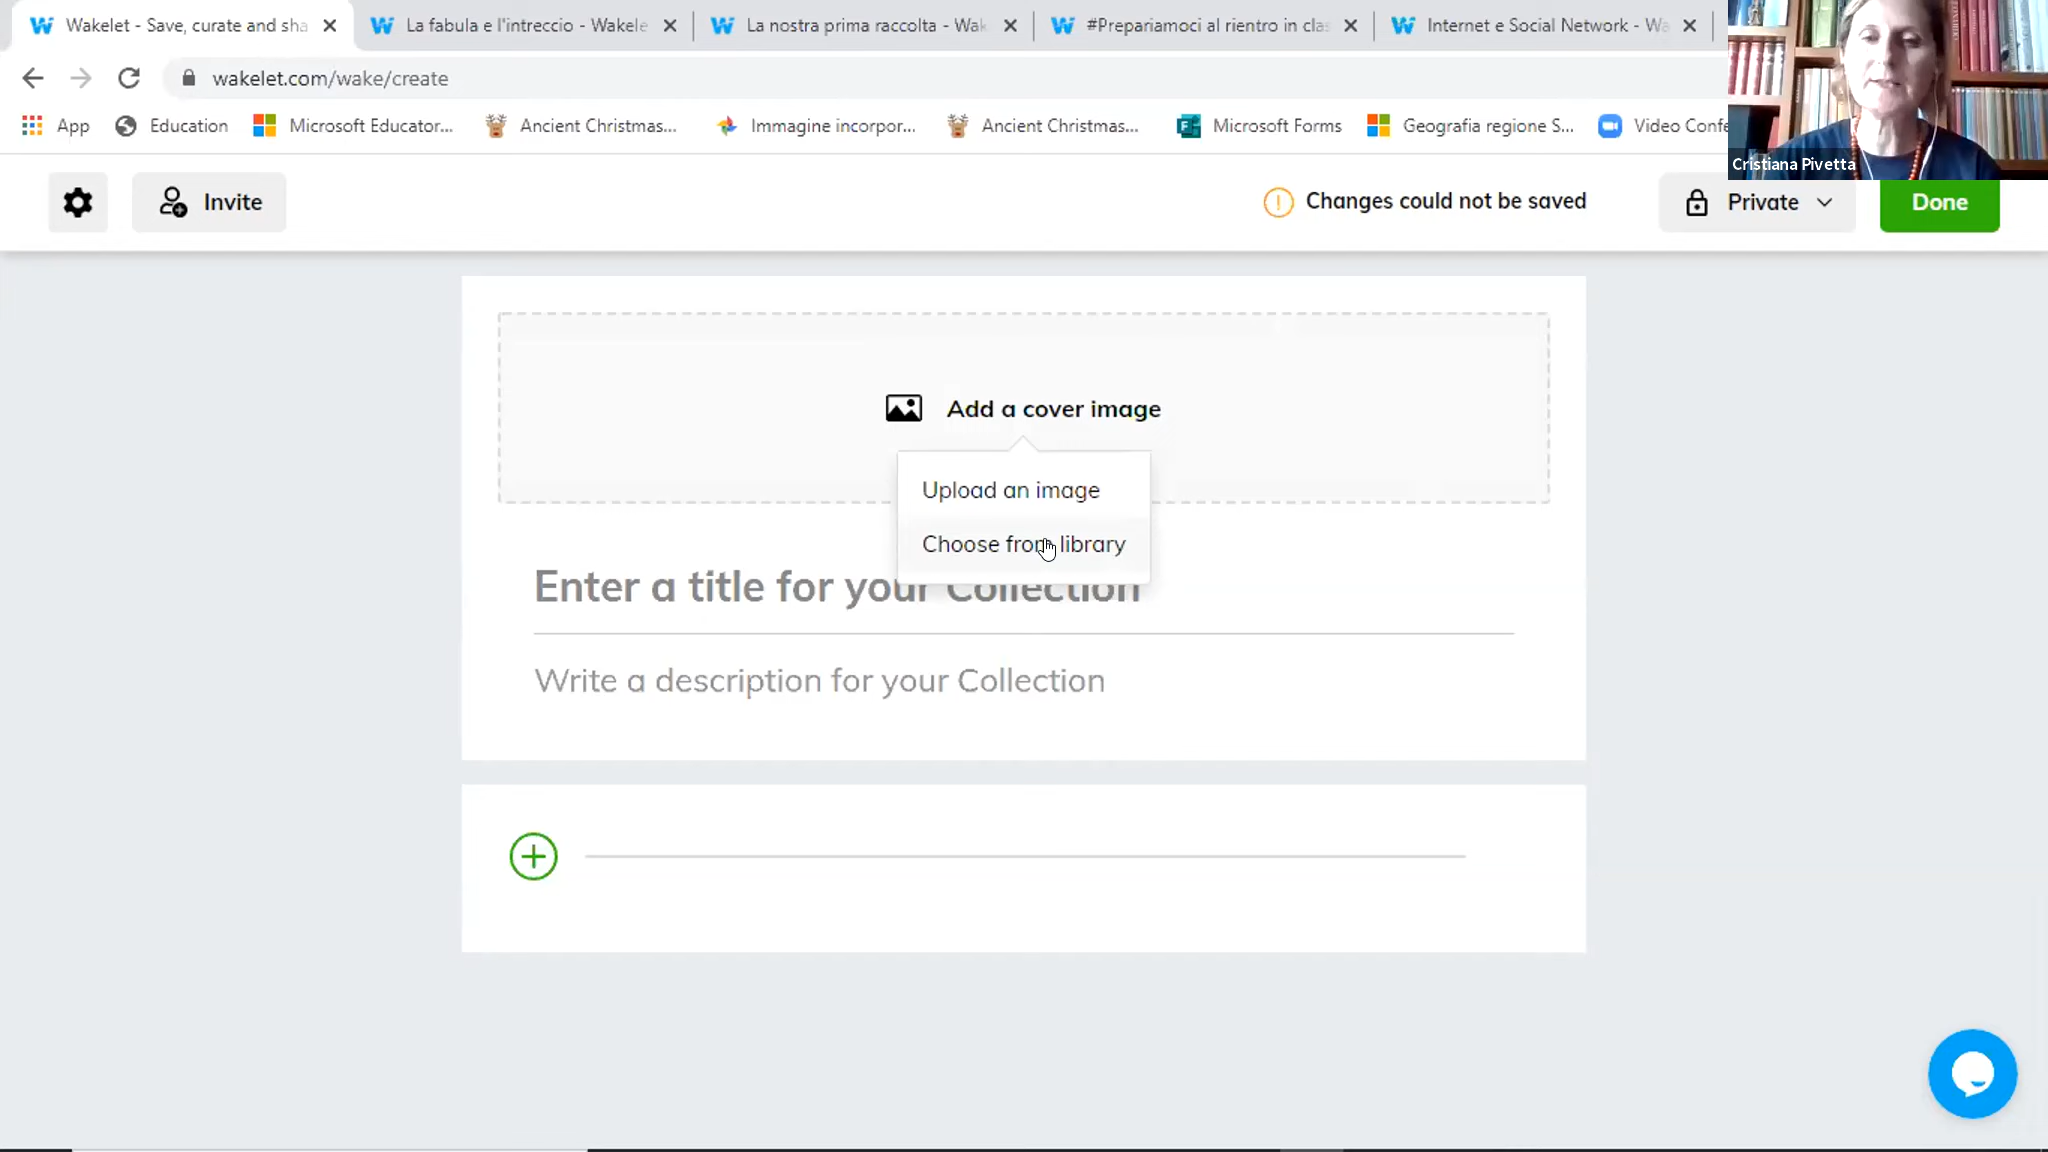 Wakelet - Save, curate and sha
La fabula e l'intreccio - Wakele
La nostra prima raccolta - Wak
#Prepariamoci al rientro in clas
Internet e Social Network - Wa
wakelet.com/wake/create
App
Education
Microsoft Educator...
Ancient Christmas...
Immagine incorpor...
Ancient Christmas...
Microsoft Forms
Geografia regione S...
Video Confe
Cristiana Pivetta
Invite
Changes could not be saved
Private
Done
Add a cover image
Upload an image
Choose from library
Enter a title for your Collection
Write a description for your Collection